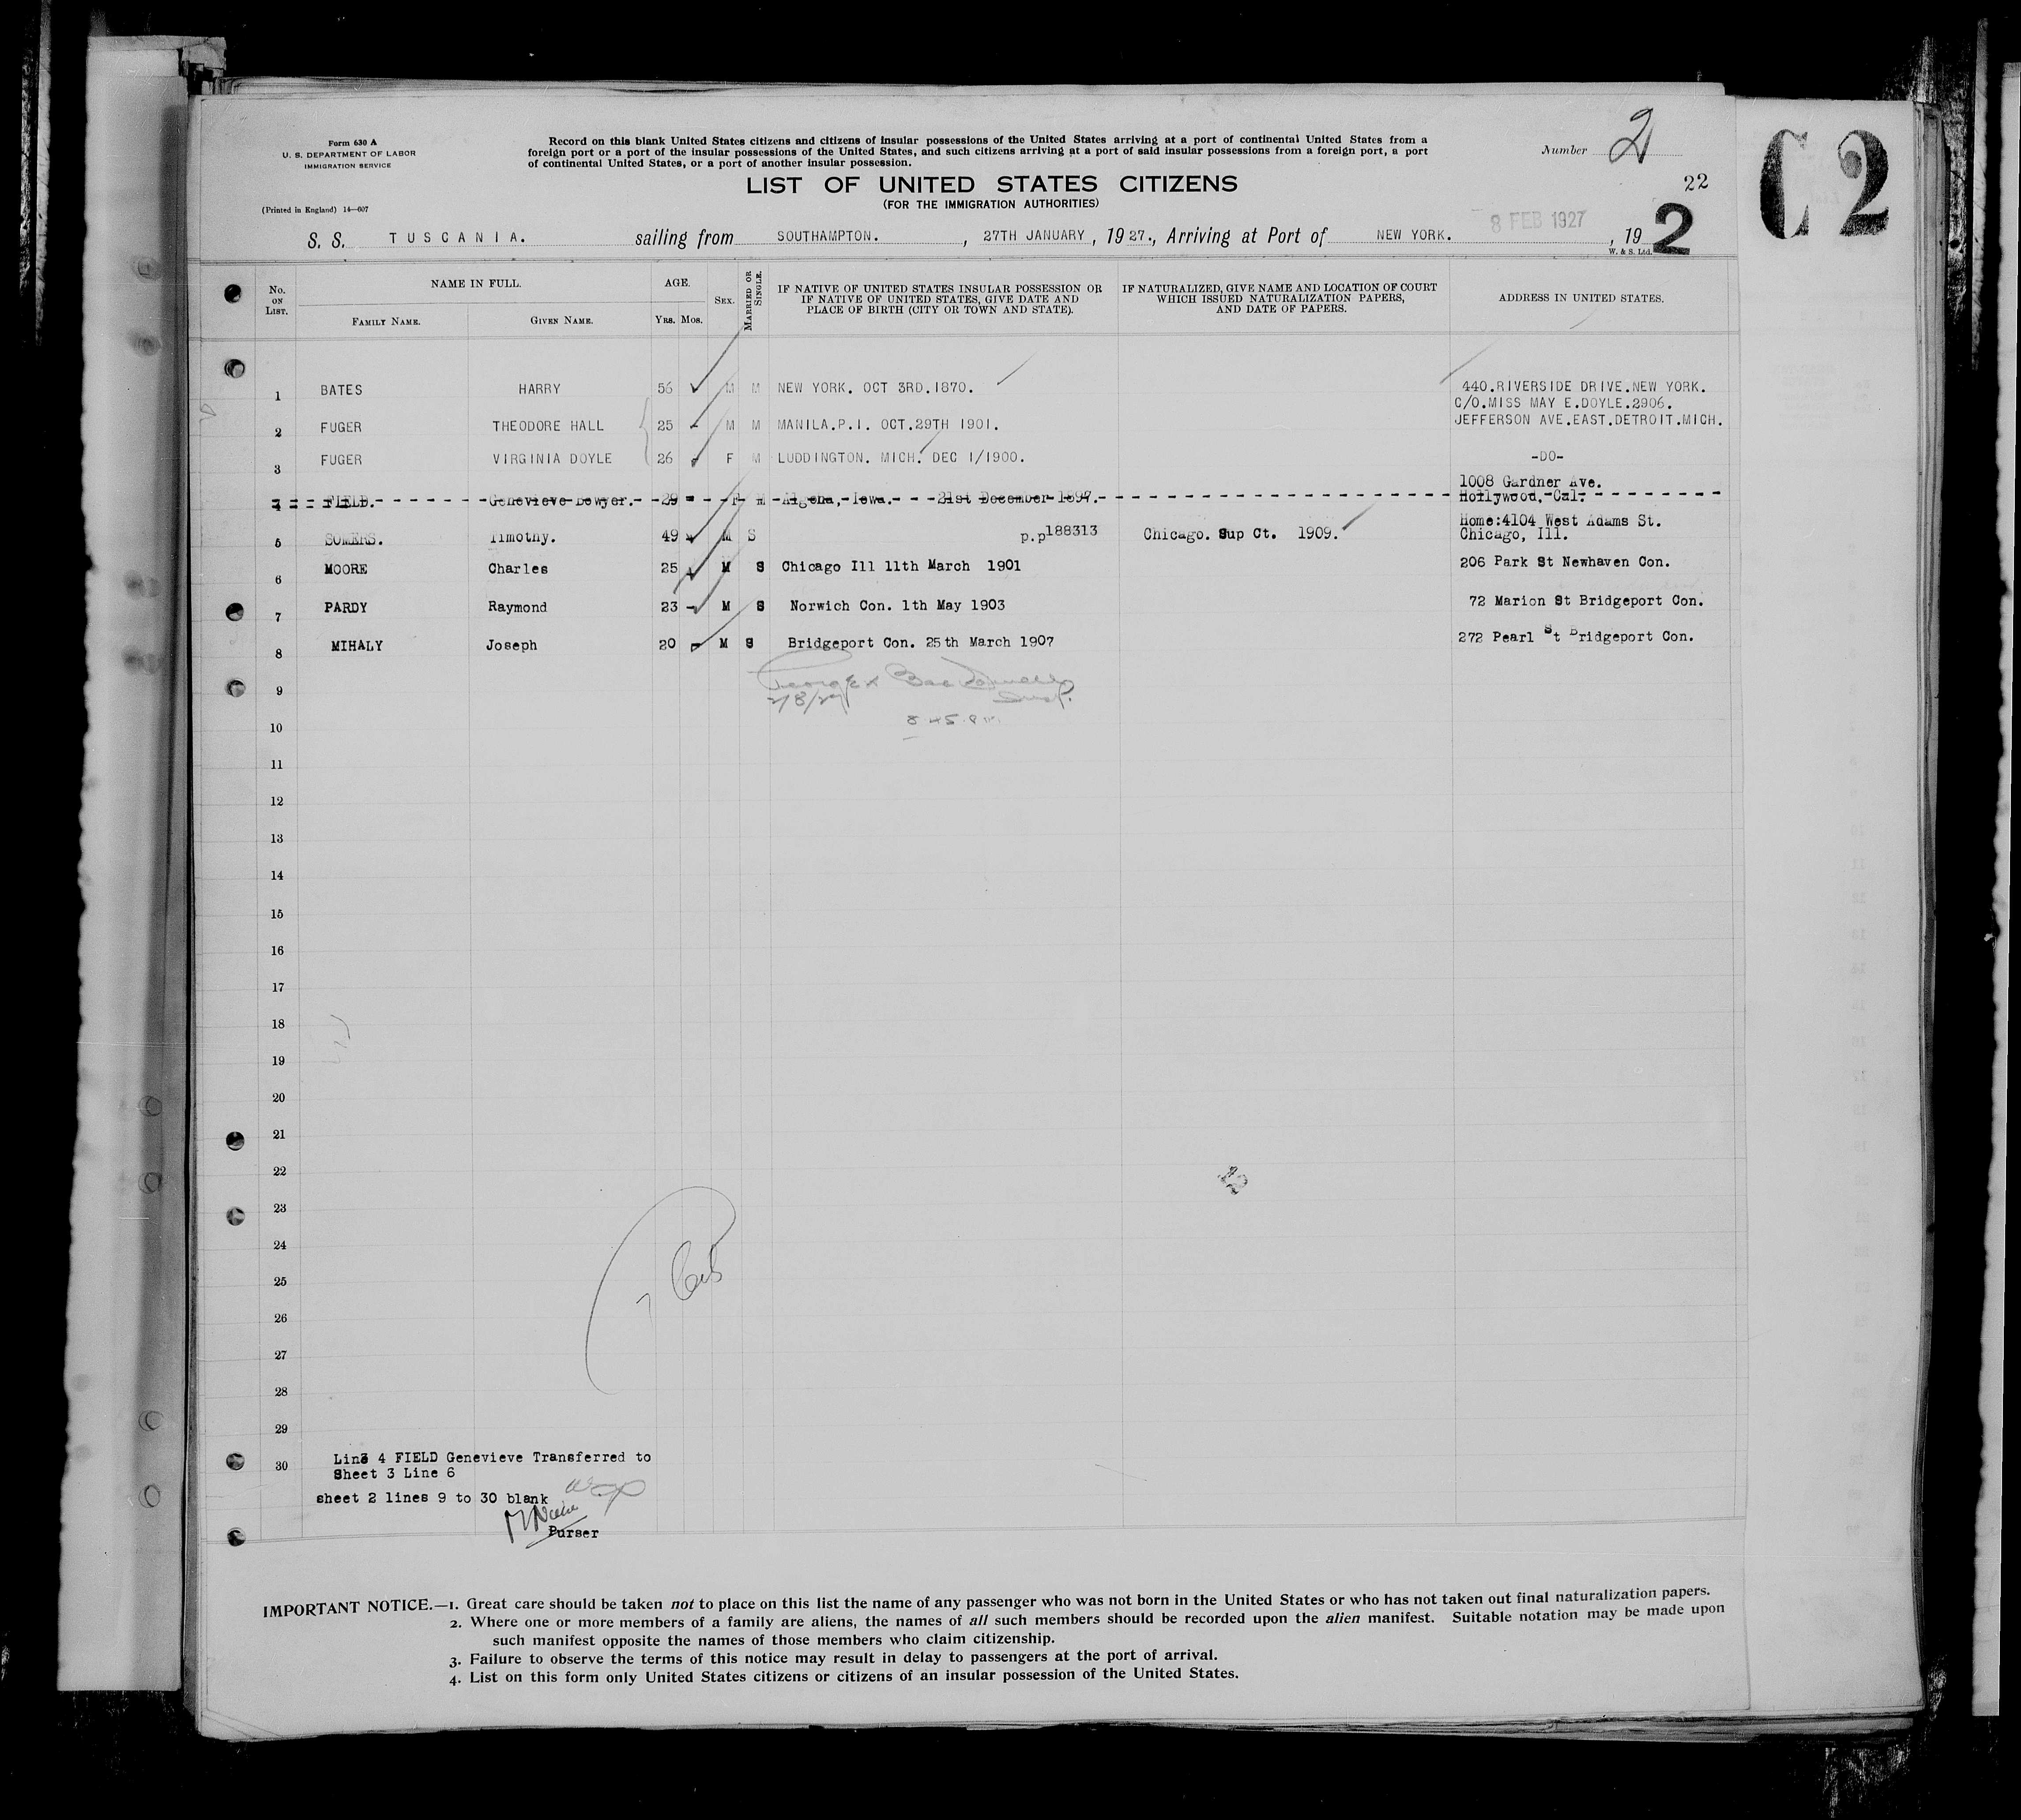 C2
Form 630 A
U. S. DEPARTMENT OF LABOR
IMMIGRATION SERVICE
(Printed in England) 14—607
Record on this blank United States citizens and citizens of insular possessions of the United States arriving at a port of continental United States from a
foreign port or a port of the insular possessions of the United States, and such citizens arriving at a port of said insular possessions from a foreign port, a port
of continental United States, or a port of another insular possession.
Number 2
LIST OF UNITED STATES CITIZENS
(FOR THE IMMIGRATION AUTHORITIES)
22
2
S. S. TUSCANIA. sailing from SOUTHAMPTON. , 27TH JANUARY , 1927., Arriving at Port of NEW YORK. 8 FEB 1927 , 19
W. & S. Ltd.
No. ON LIST.
NAME IN FULL.
FAMILY NAME. GIVEN NAME.
AGE.
YRS. MOS.
SEX.
MARRIED OR SINGLE.
IF NATIVE OF UNITED STATES INSULAR POSSESSION OR
IF NATIVE OF UNITED STATES, GIVE DATE AND
PLACE OF BIRTH (CITY OR TOWN AND STATE).
IF NATURALIZED, GIVE NAME AND LOCATION OF COURT
WHICH ISSUED NATURALIZATION PAPERS,
AND DATE OF PAPERS.
ADDRESS IN UNITED STATES.
1 BATES HARRY 56 M M NEW YORK. OCT 3RD.1870. 440.RIVERSIDE DRIVE.NEW YORK.
C/O.MISS MAY E.DOYLE.2906.
2 FUGER THEODORE HALL 25 M M MANILA.P.I. OCT.29TH 1901. JEFFERSON AVE.EAST.DETROIT.MICH.
3 FUGER VIRGINIA DOYLE 26 F M LUDDINGTON. MICH. DEC 1/1900. -DO-
1008 Gardner Ave.
4 FIELD. Genevieve Dowyer. 29 F M Algona, Iowa. 21st December 1897. Hollywood, Cal.
Home:4104 West Adams St.
5 SOMERS. Timothy. 49 M S p.p188313 Chicago. Sup Ct. 1909. Chicago, Ill.
6 MOORE Charles 25 M S Chicago Ill 11th March 1901 206 Park St Newhaven Con.
7 PARDY Raymond 23 M S Norwich Con. 1th May 1903 72 Marion St Bridgeport Con.
8 MIHALY Joseph 20 M S Bridgeport Con. 25th March 1907 272 Pearl St Bridgeport Con.
9
2/8/27
Insp.
10
11
12
13
14
15
16
17
18
19
20
21
22
12
23
24
25
26
27
28
29
30
Lin3 4 FIELD Genevieve Transferred to
Sheet 3 Line 6
sheet 2 lines 9 to 30 blank
Purser
IMPORTANT NOTICE.—1. Great care should be taken not to place on this list the name of any passenger who was not born in the United States or who has not taken out final naturalization papers.
2. Where one or more members of a family are aliens, the names of all such members should be recorded upon the alien manifest. Suitable notation may be made upon
such manifest opposite the names of those members who claim citizenship.
3. Failure to observe the terms of this notice may result in delay to passengers at the port of arrival.
4. List on this form only United States citizens or citizens of an insular possession of the United States.